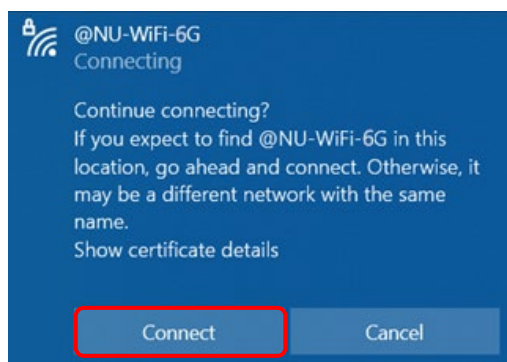 @NU-WiFi-6G
Connecting
Continue connecting?
If you expect to find @NU-WiFi-6G in this
location, go ahead and connect. Otherwise, it
may be a different network with the same
name.
Show certificate details
Connect
Cancel